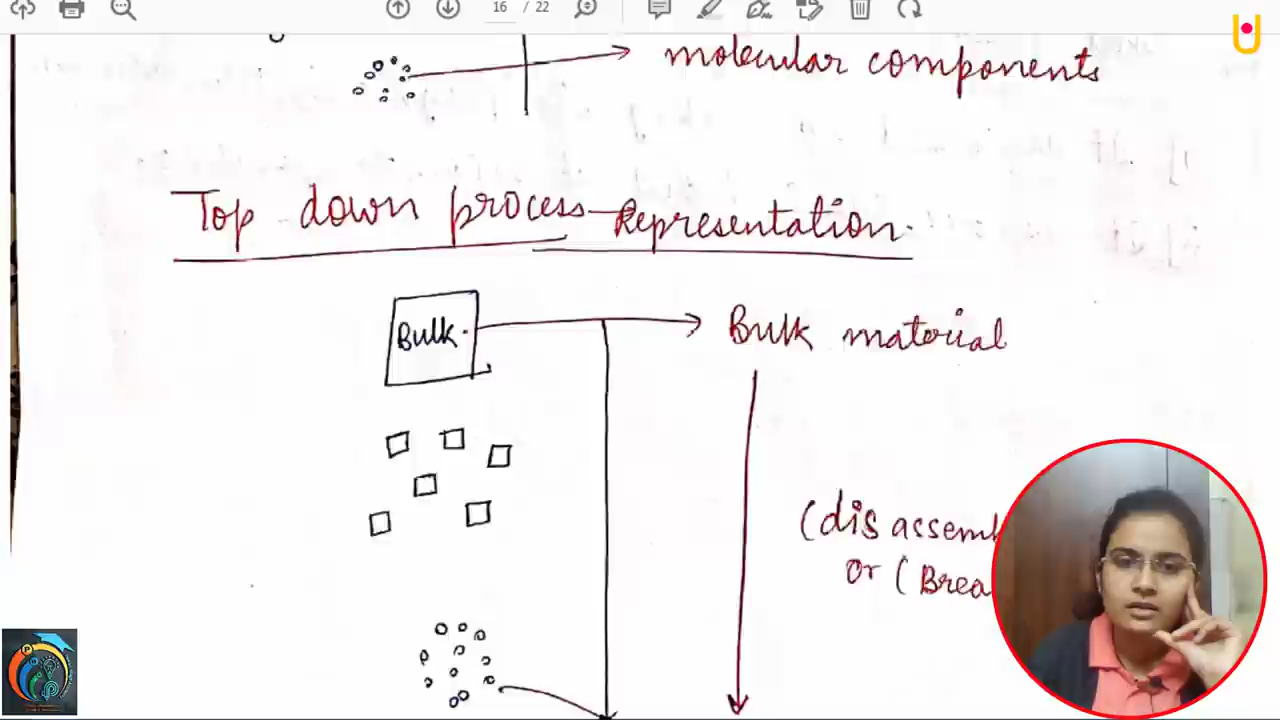 16 / 22
molecular components
Top down process Representation.
Bulk.
Bulk material
(dis assem
or ( Brea